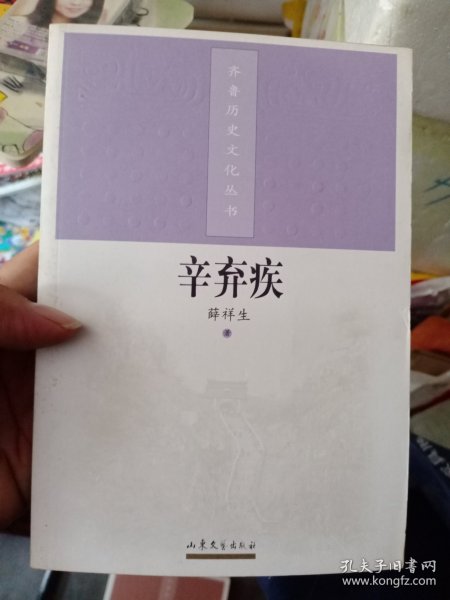 齐鲁历史文化丛书
辛弃疾
薛祥生
著
山东文艺出版社
孔夫子旧书网
www.kongfz.com